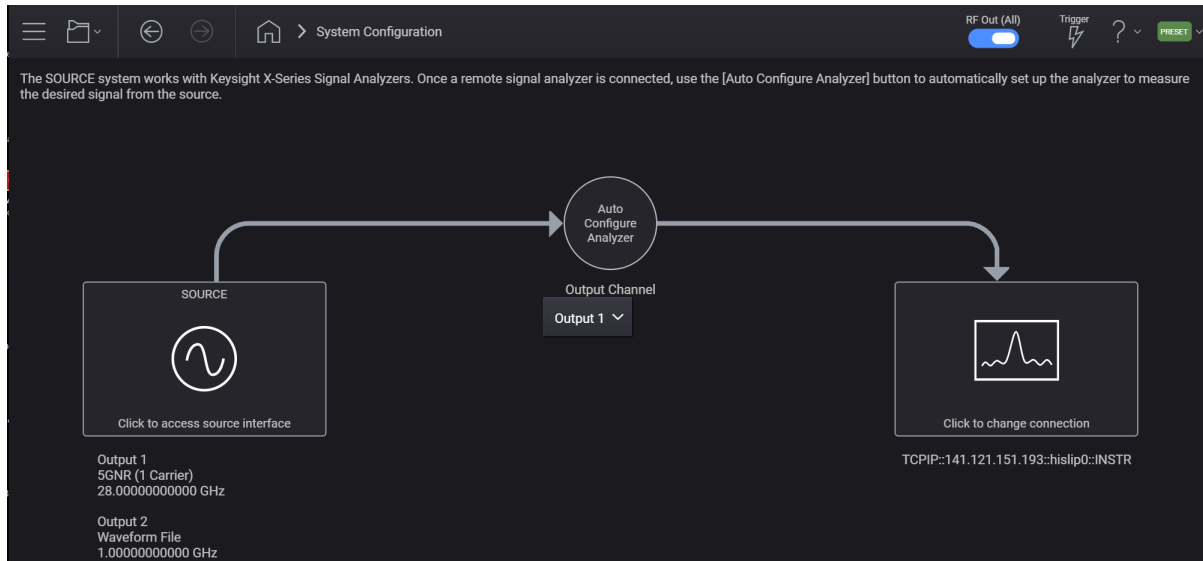 System Configuration
RF Out (All)
Trigger
PRESET
The SOURCE system works with Keysight X-Series Signal Analyzers. Once a remote signal analyzer is connected, use the [Auto Configure Analyzer] button to automatically set up the analyzer to measure
the desired signal from the source.
Auto
Configure
Analyzer
SOURCE
Output Channel
Output 1
Click to access source interface
Click to change connection
Output 1
5GNR (1 Carrier)
28.00000000000 GHz
TCPIP::141.121.151.193::hislip0::INSTR
Output 2
Waveform File
1.00000000000 GHz